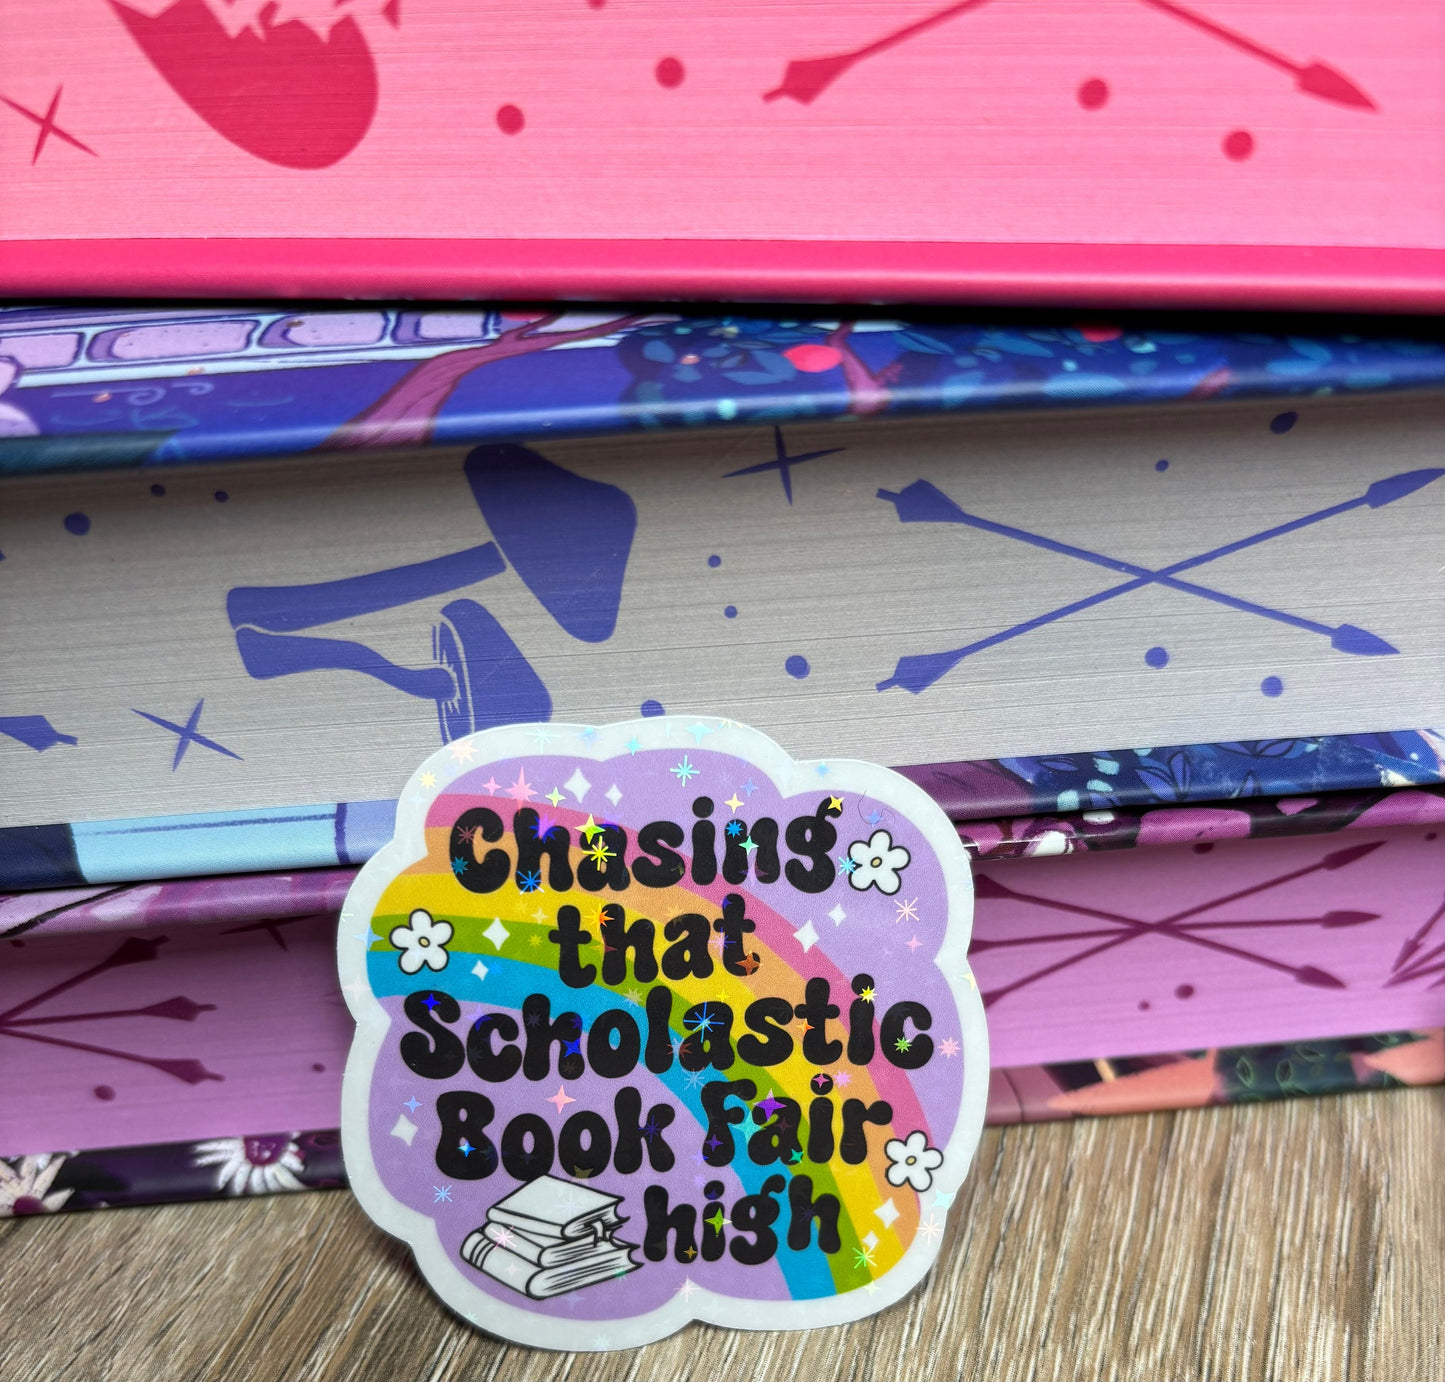 Chasing
that
Scholastic
Book Fair
high